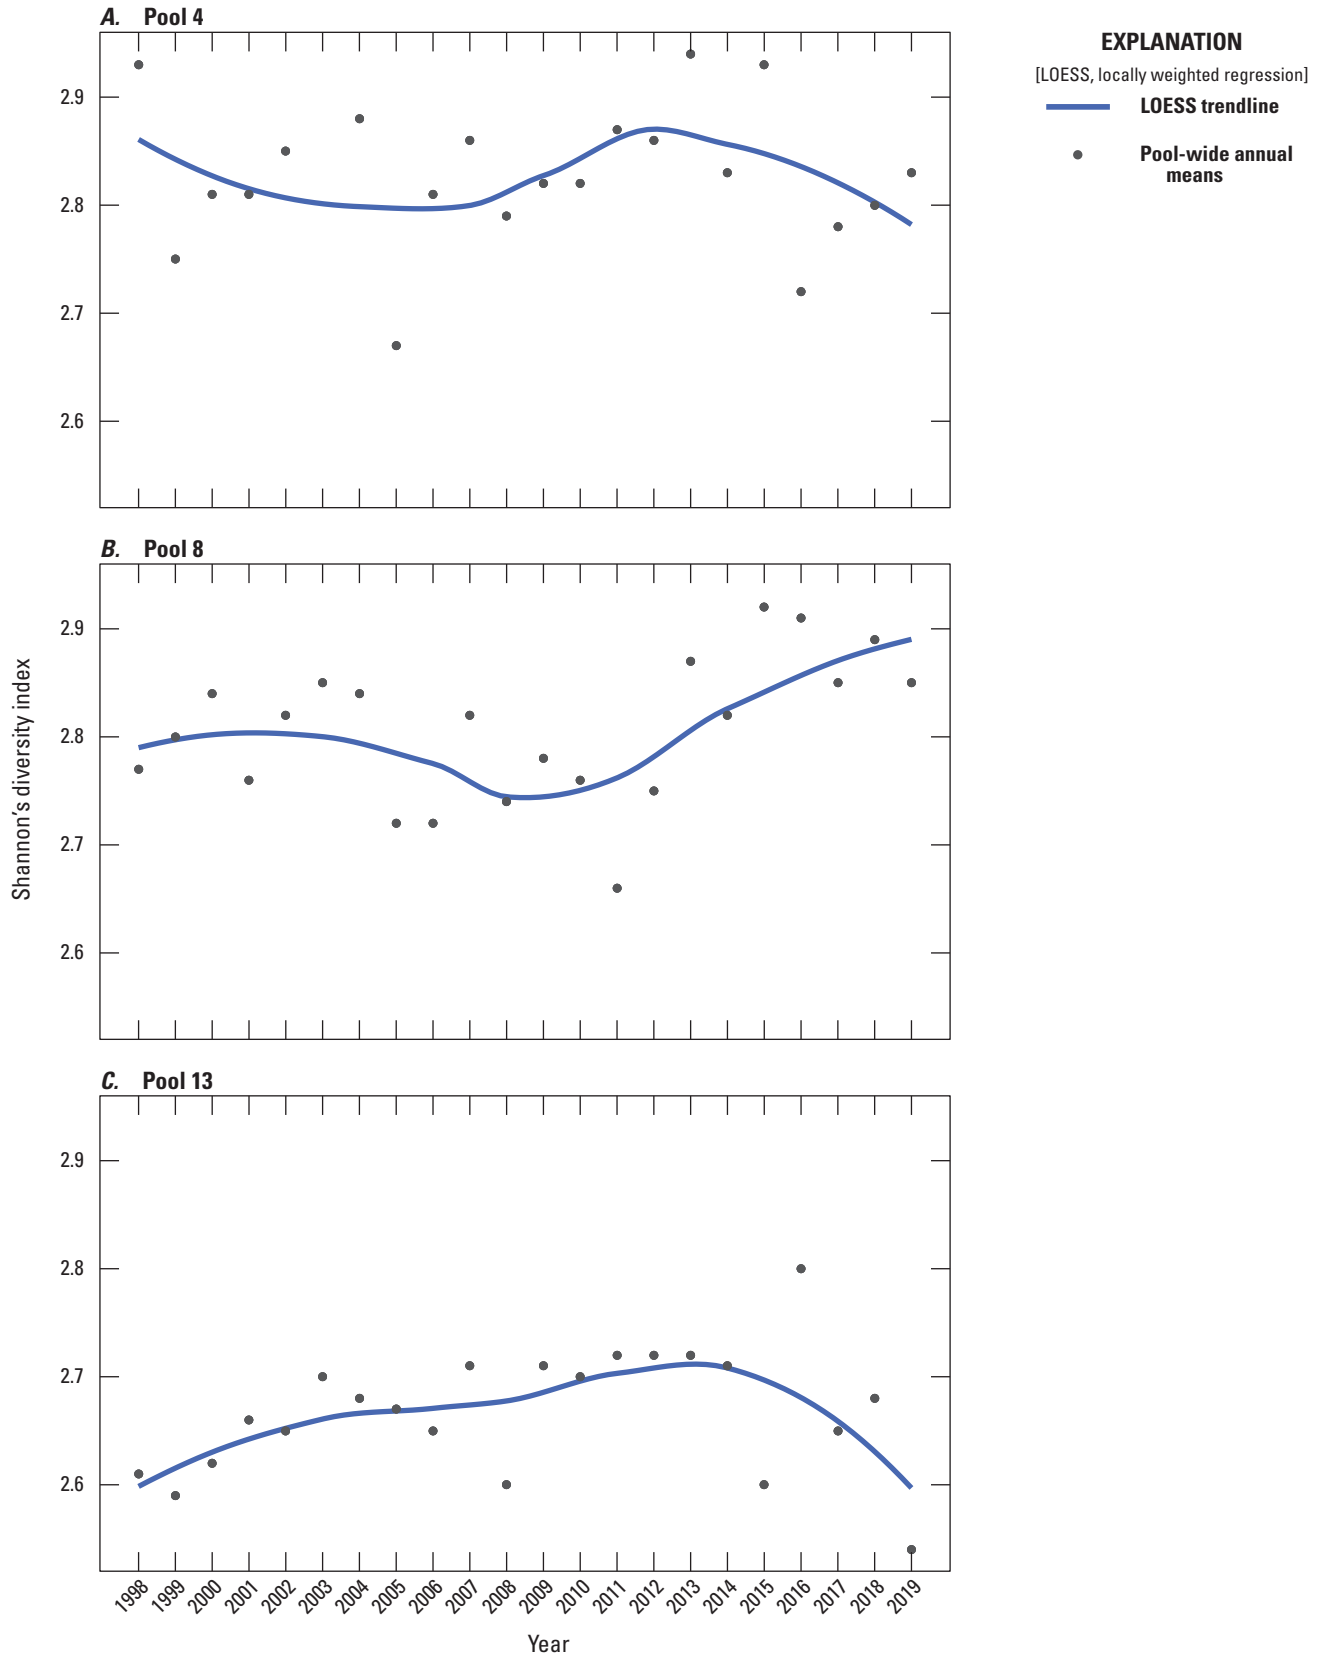 A. Pool 4
2.9
2.8
2.7
2.6
EXPLANATION
[LOESS, locally weighted regression]
LOESS trendline
Pool-wide annual
means
B. Pool 8
2.9
2.8
2.7
2.6
Shannon's diversity index
C. Pool 13
2.9
2.8
2.7
2.6
1998 1999 2000 2001 2002 2003 2004 2005 2006 2007 2008 2009 2010 2011 2012 2013 2014 2015 2016 2017 2018 2019
Year